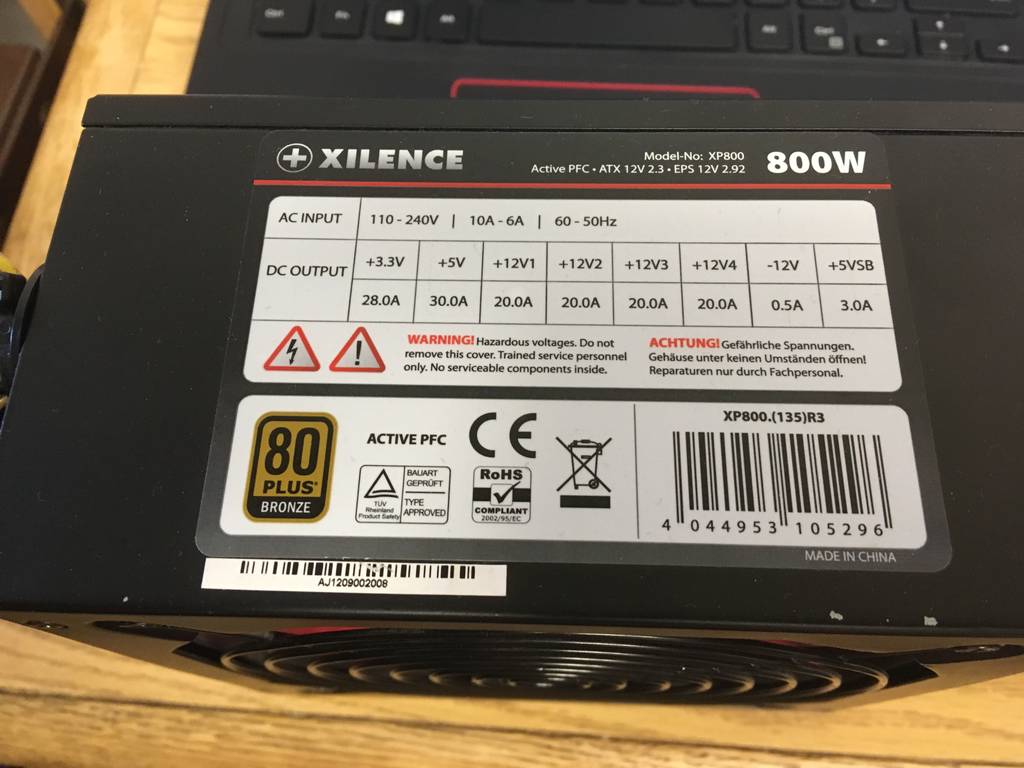 Ctrl Fn Alt Alt Ctrl
XILENCE
Model-No: XP800
Active PFC • ATX 12V 2.3 • EPS 12V 2.92
800W
AC INPUT 110 - 240V | 10A - 6A | 60 - 50Hz
DC OUTPUT +3.3V +5V +12V1 +12V2 +12V3 +12V4 -12V +5VSB
28.0A 30.0A 20.0A 20.0A 20.0A 20.0A 0.5A 3.0A
WARNING! Hazardous voltages. Do not
remove this cover. Trained service personnel
only. No serviceable components inside.
ACHTUNG! Gefährliche Spannungen.
Gehäuse unter keinen Umständen öffnen!
Reparaturen nur durch Fachpersonal.
80
PLUS®
BRONZE
ACTIVE PFC
CE
TÜV
Rheinland
Product Safety
BAUART
GEPRÜFT
TYPE
APPROVED
RoHS
COMPLIANT
2002/95/EC
XP800.(135)R3
4 044953 105296
MADE IN CHINA
AJ1209002008